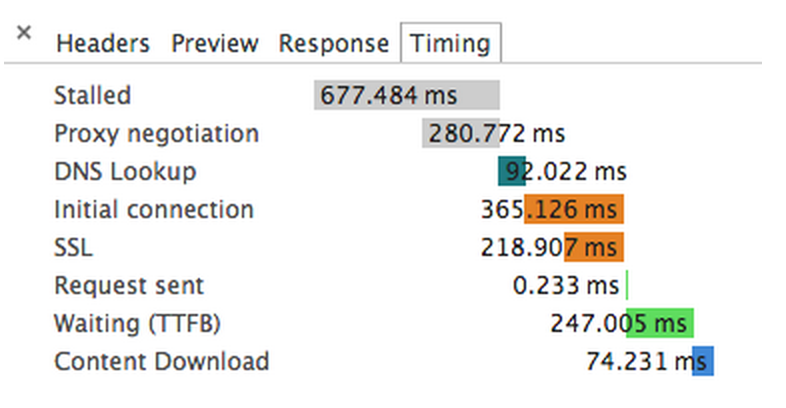 × Headers Preview Response Timing
Stalled 677.484 ms
Proxy negotiation 280.772 ms
DNS Lookup 92.022 ms
Initial connection 365.126 ms
SSL 218.907 ms
Request sent 0.233 ms
Waiting (TTFB) 247.005 ms
Content Download 74.231 ms